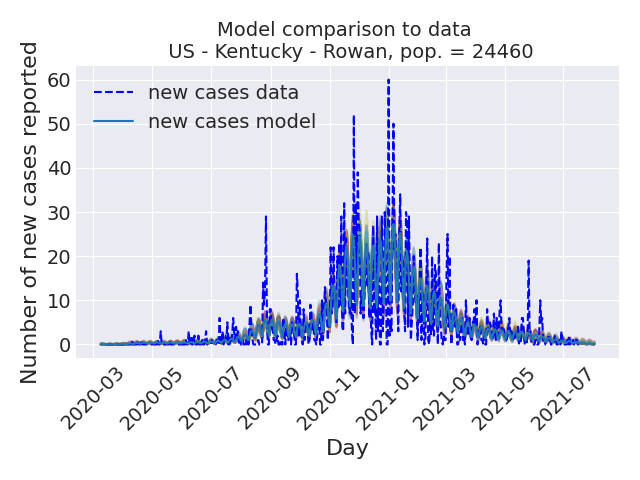 Model comparison to data
US - Kentucky - Rowan, pop. = 24460
Number of new cases reported
60
50
40
30
20
10
0
new cases data
new cases model
2020-03
2020-05
2020-07
2020-09
2020-11
2021-01
2021-03
2021-05
2021-07
Day